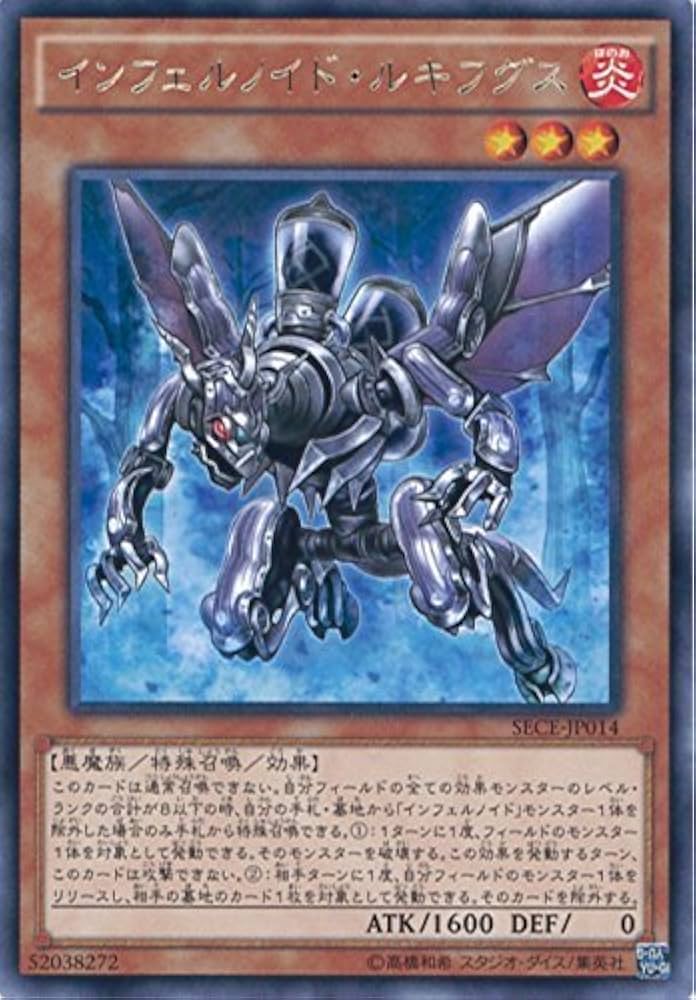 インフェルノイド・ルキフグス
炎
SECE-JP014
【悪魔族／特殊召喚／効果】
このカードは通常召喚できない。自分フィールドの全ての効果モンスターのレベル・
ランクの合計が８以下の時、自分の手札・墓地から「インフェルノイド」モンスター１体を
除外した場合のみ手札から特殊召喚できる。①：１ターンに１度、フィールドのモンスター
１体を対象として発動できる。そのモンスターを破壊する。この効果を発動するターン、
このカードは攻撃できない。②：相手ターンに１度、自分フィールドのモンスター１体を
リリースし、相手の墓地のカード１枚を対象として発動できる。そのカードを除外する。
ATK/1600 DEF/ 0
52038272
©高橋和希 スタジオ・ダイス/集英社